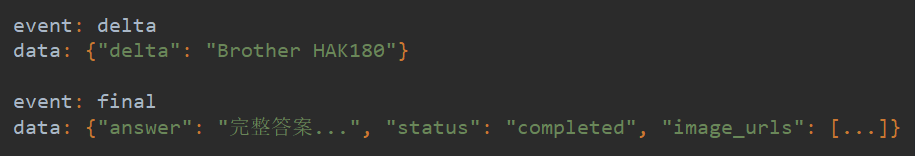 event: delta
data: {"delta": "Brother HAK180"}
event: final
data: {"answer": "完整答案...", "status": "completed", "image_urls": [...]}